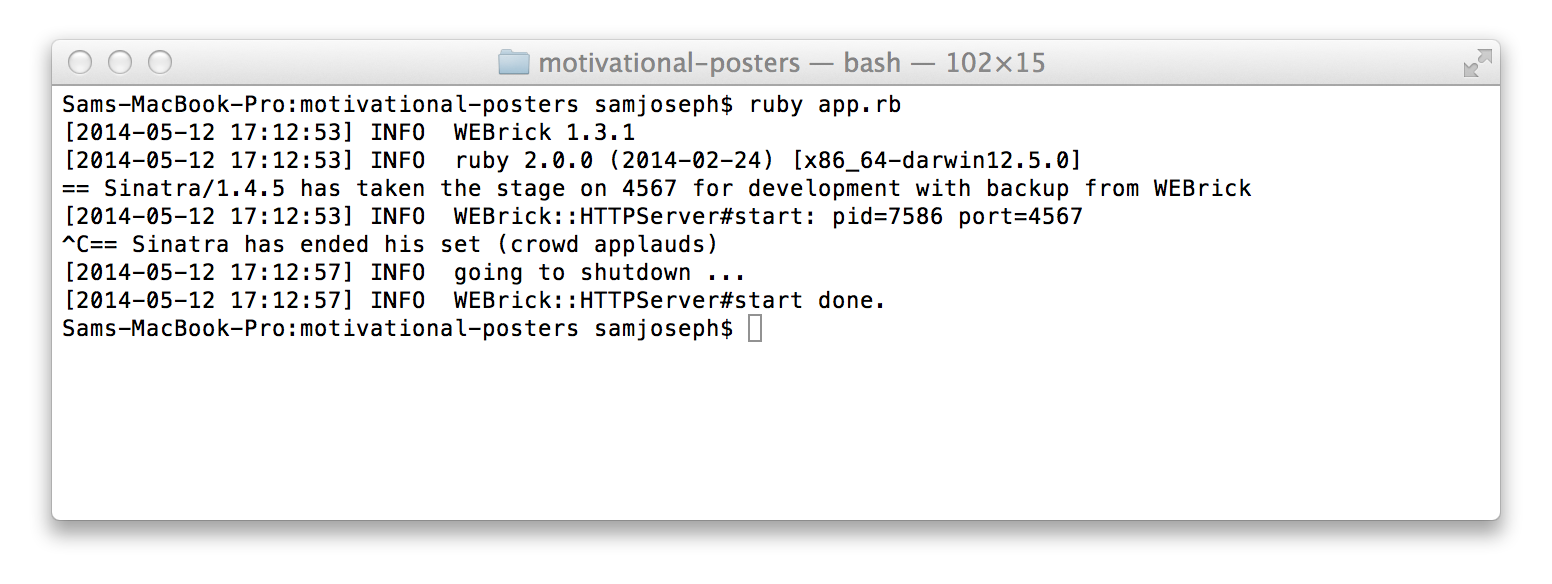 motivational-posters — bash — 102×15
Sams-MacBook-Pro:motivational-posters samjoseph$ ruby app.rb
[2014-05-12 17:12:53] INFO  WEBrick 1.3.1
[2014-05-12 17:12:53] INFO  ruby 2.0.0 (2014-02-24) [x86_64-darwin12.5.0]
== Sinatra/1.4.5 has taken the stage on 4567 for development with backup from WEBrick
[2014-05-12 17:12:53] INFO  WEBrick::HTTPServer#start: pid=7586 port=4567
^C== Sinatra has ended his set (crowd applauds)
[2014-05-12 17:12:57] INFO  going to shutdown ...
[2014-05-12 17:12:57] INFO  WEBrick::HTTPServer#start done.
Sams-MacBook-Pro:motivational-posters samjoseph$